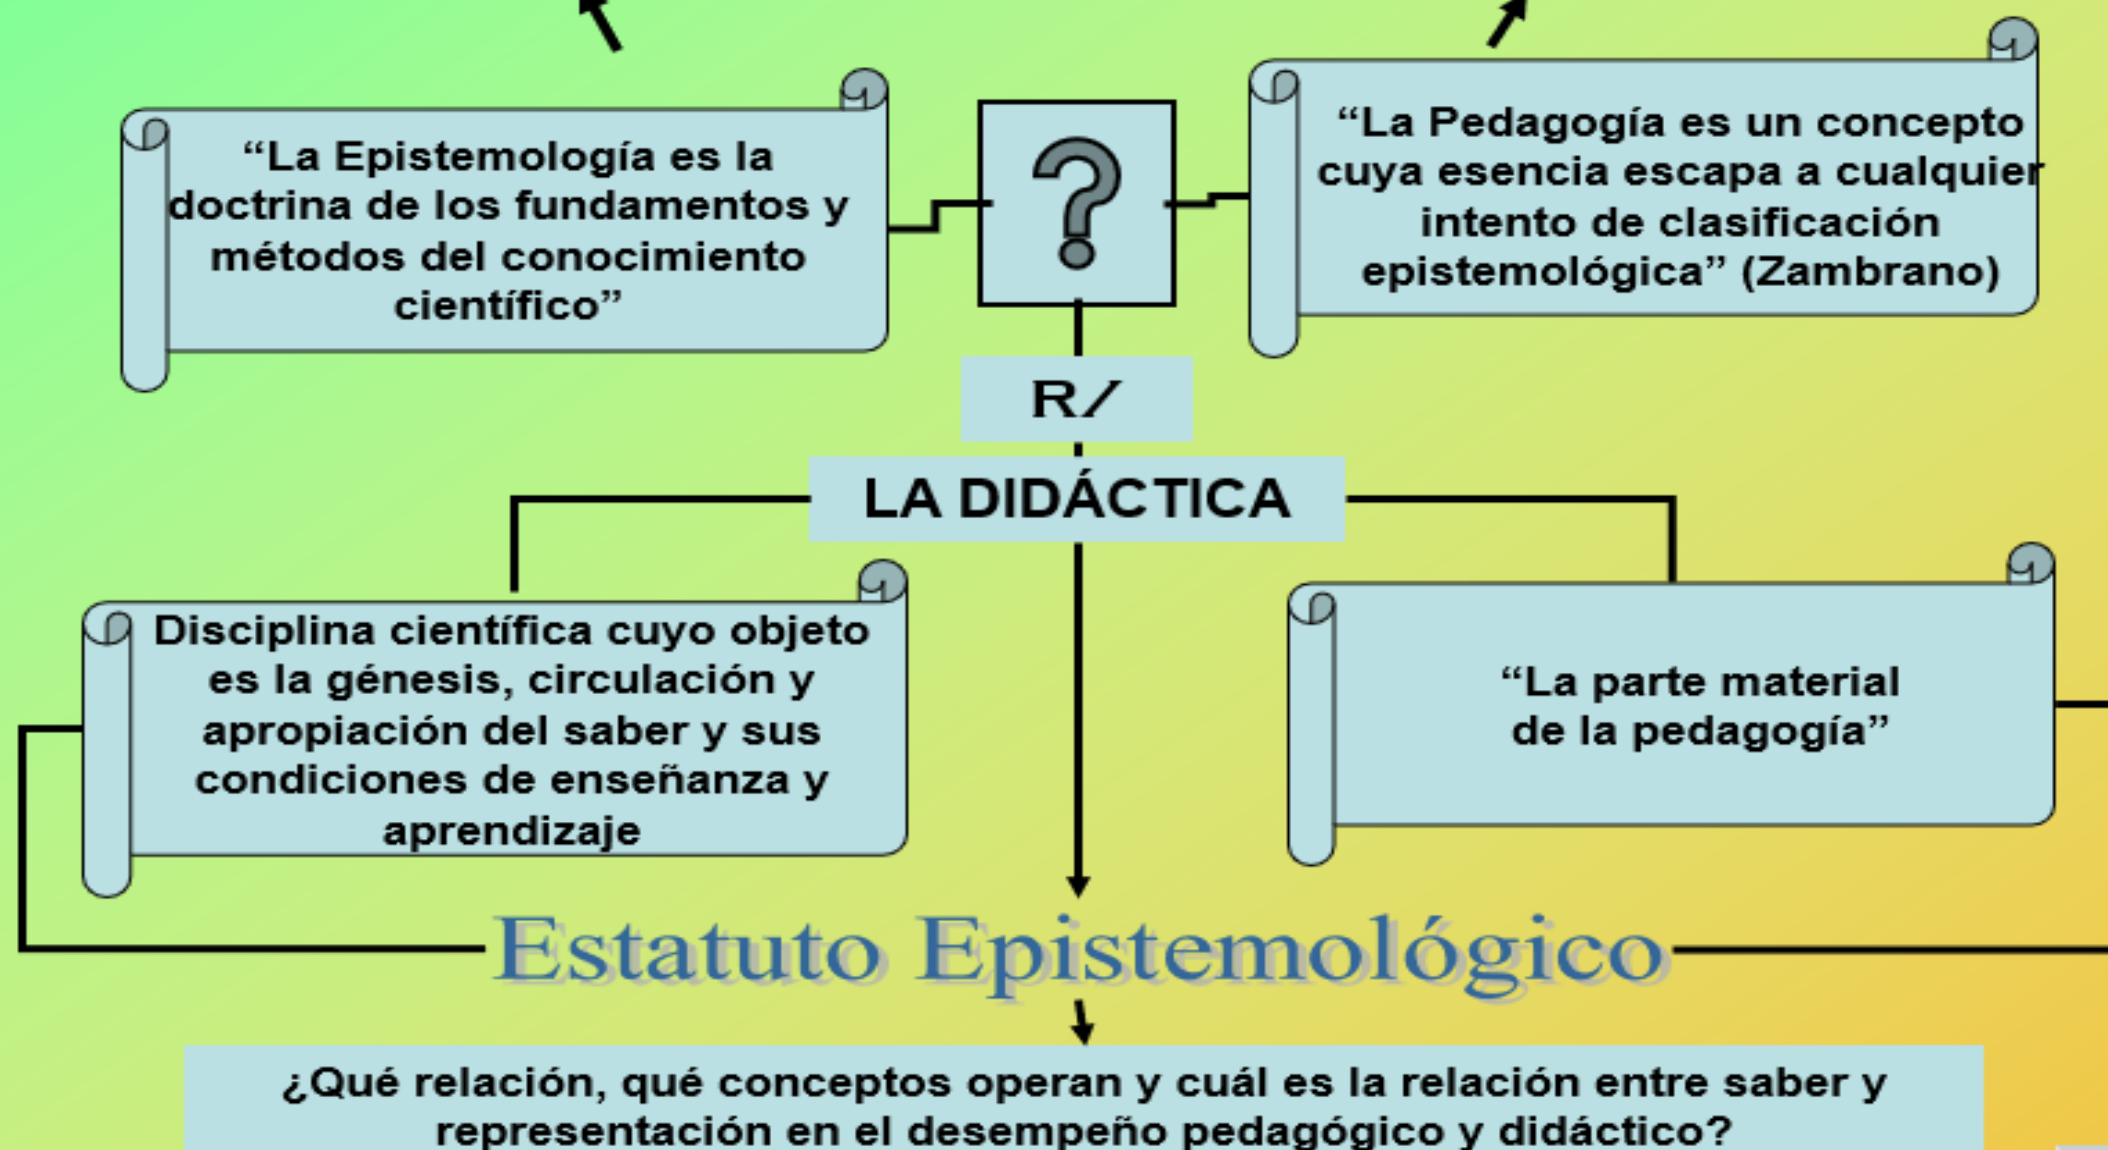 “La Epistemología es la
doctrina de los fundamentos y
métodos del conocimiento
científico”
?
“La Pedagogía es un concepto
cuya esencia escapa a cualquier
intento de clasificación
epistemológica” (Zambrano)
R/
LA DIDÁCTICA
Disciplina científica cuyo objeto
es la génesis, circulación y
apropiación del saber y sus
condiciones de enseñanza y
aprendizaje
“La parte material
de la pedagogía”
Estatuto Epistemológico
¿Qué relación, qué conceptos operan y cuál es la relación entre saber y
representación en el desempeño pedagógico y didáctico?